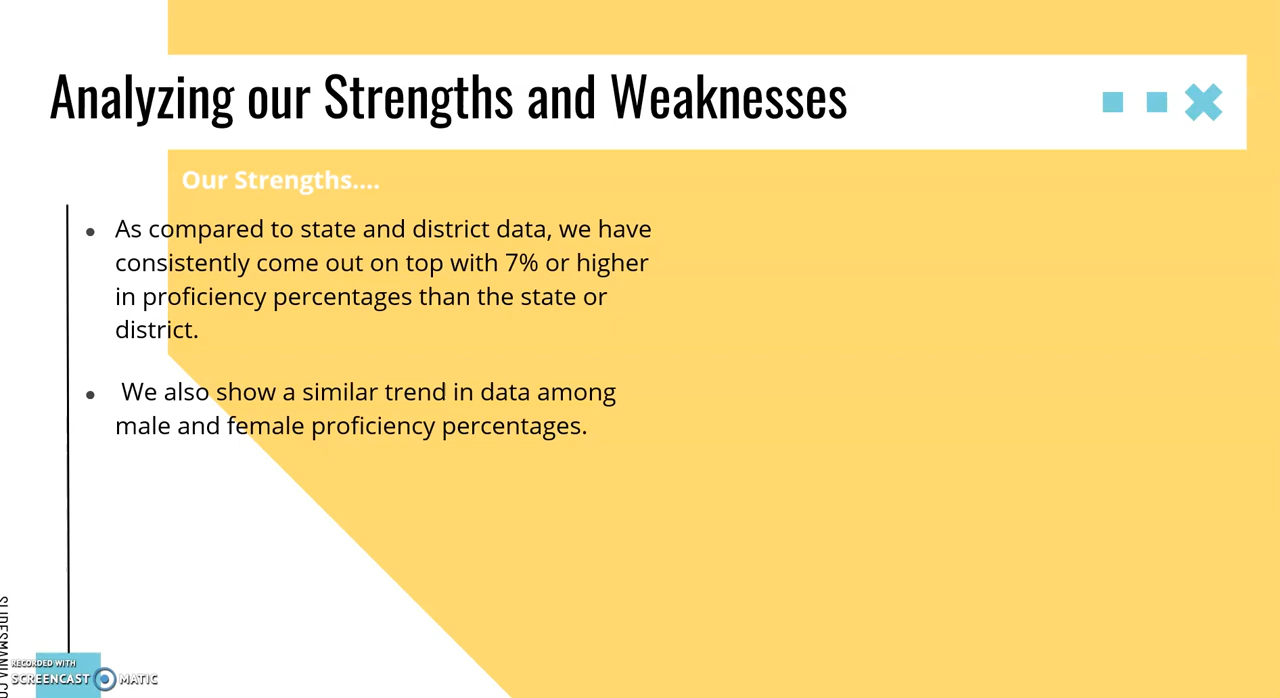 Analyzing our Strengths and Weaknesses
Our Strengths....
• As compared to state and district data, we have
consistently come out on top with 7% or higher
in proficiency percentages than the state or
district.
• We also show a similar trend in data among
male and female proficiency percentages.
SLIDESMANIA.CO
RECORDED WITH
SCREENCAST MATIC